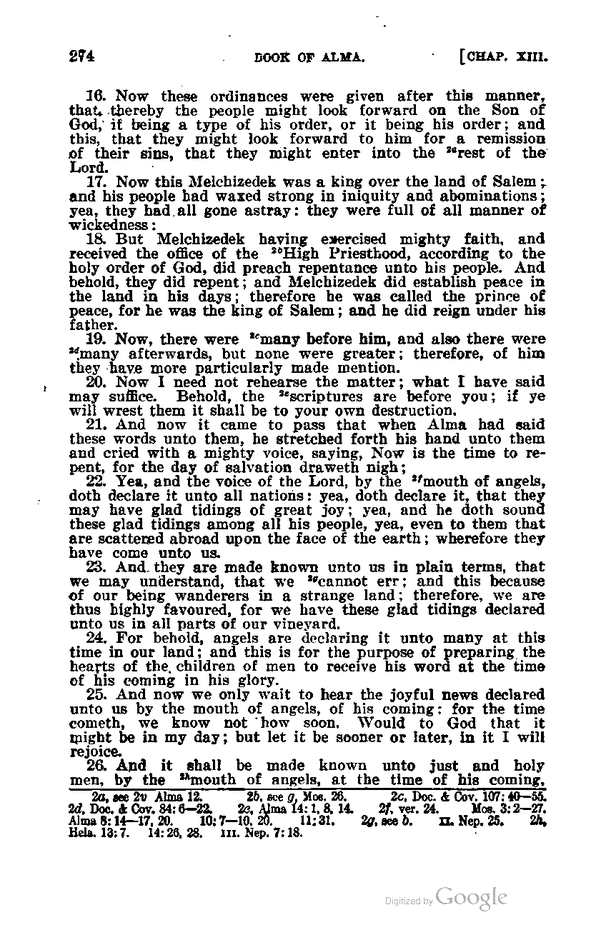 274 BOOK OF ALMA. [CHAP. XIII.
16. Now these ordinances were given after this manner,
that thereby the people might look forward on the Son of
God, it being a type of his order, or it being his order; and
this, that they might look forward to him for a remission
of their sins, that they might enter into the ²ᵃrest of the
Lord.
17. Now this Melchizedek was a king over the land of Salem;
and his people had waxed strong in iniquity and abominations;
yea, they had all gone astray: they were full of all manner of
wickedness:
18. But Melchizedek having exercised mighty faith, and
received the office of the ²ᵇHigh Priesthood, according to the
holy order of God, did preach repentance unto his people. And
behold, they did repent; and Melchizedek did establish peace in
the land in his days; therefore he was called the prince of
peace, for he was the king of Salem; and he did reign under his
father.
19. Now, there were ²ᶜmany before him, and also there were
²ᵈmany afterwards, but none were greater; therefore, of him
they have more particularly made mention.
20. Now I need not rehearse the matter; what I have said
may suffice. Behold, the ²ᵉscriptures are before you; if ye
will wrest them it shall be to your own destruction.
21. And now it came to pass that when Alma had said
these words unto them, he stretched forth his hand unto them
and cried with a mighty voice, saying, Now is the time to re-
pent, for the day of salvation draweth nigh;
22. Yea, and the voice of the Lord, by the ²ᶠmouth of angels,
doth declare it unto all nations: yea, doth declare it, that they
may have glad tidings of great joy; yea, and he doth sound
these glad tidings among all his people, yea, even to them that
are scattered abroad upon the face of the earth; wherefore they
have come unto us.
23. And they are made known unto us in plain terms, that
we may understand, that we ²ᵍcannot err; and this because
of our being wanderers in a strange land; therefore, we are
thus highly favoured, for we have these glad tidings declared
unto us in all parts of our vineyard.
24. For behold, angels are declaring it unto many at this
time in our land; and this is for the purpose of preparing the
hearts of the children of men to receive his word at the time
of his coming in his glory.
25. And now we only wait to hear the joyful news declared
unto us by the mouth of angels, of his coming: for the time
cometh, we know not how soon. Would to God that it
might be in my day; but let it be sooner or later, in it I will
rejoice.
26. And it shall be made known unto just and holy
men, by the ²ʰmouth of angels, at the time of his coming,
2a, see 2v Alma 12. 2b, see g, Mos. 26. 2c, Doc. & Cov. 107: 40—55.
2d, Doc. & Cov. 84: 6—22. 2e, Alma 14: 1, 8, 14. 2f, ver. 24. Mos. 3: 2—27.
Alma 8: 14—17, 20. 10: 7—10, 20. 11: 31. 2g, see b. II. Nep. 25. 2h,
Hela. 13: 7. 14: 26, 28. III. Nep. 7: 18.
Digitized by Google